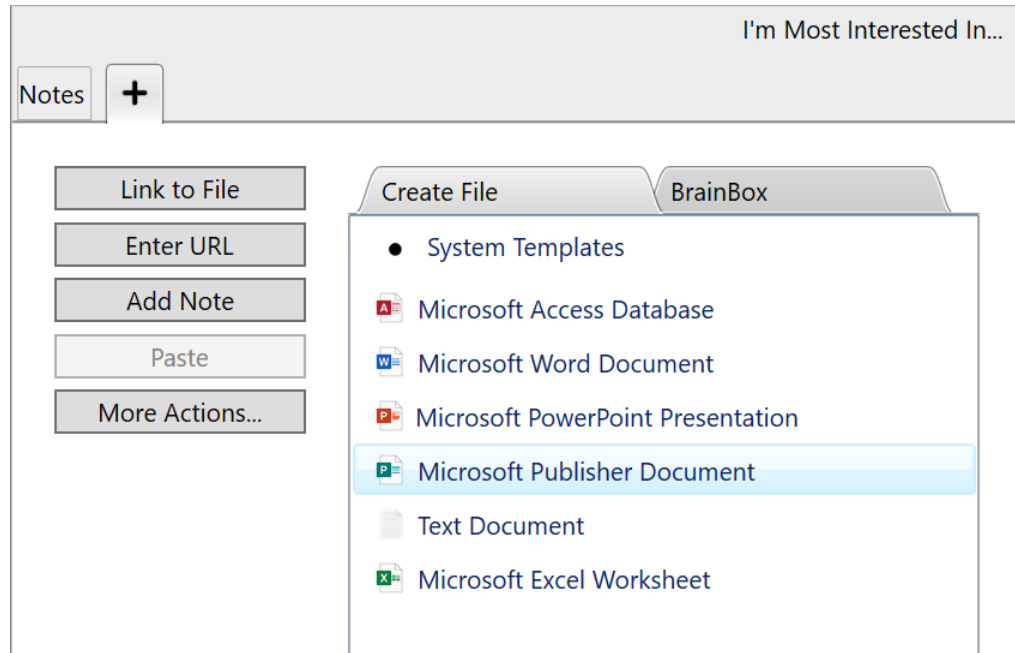 I'm Most Interested In...
Notes
Link to File
Enter URL
Add Note
Paste
More Actions...
Create File
BrainBox
System Templates
Microsoft Access Database
Microsoft Word Document
Microsoft PowerPoint Presentation
Microsoft Publisher Document
Text Document
Microsoft Excel Worksheet